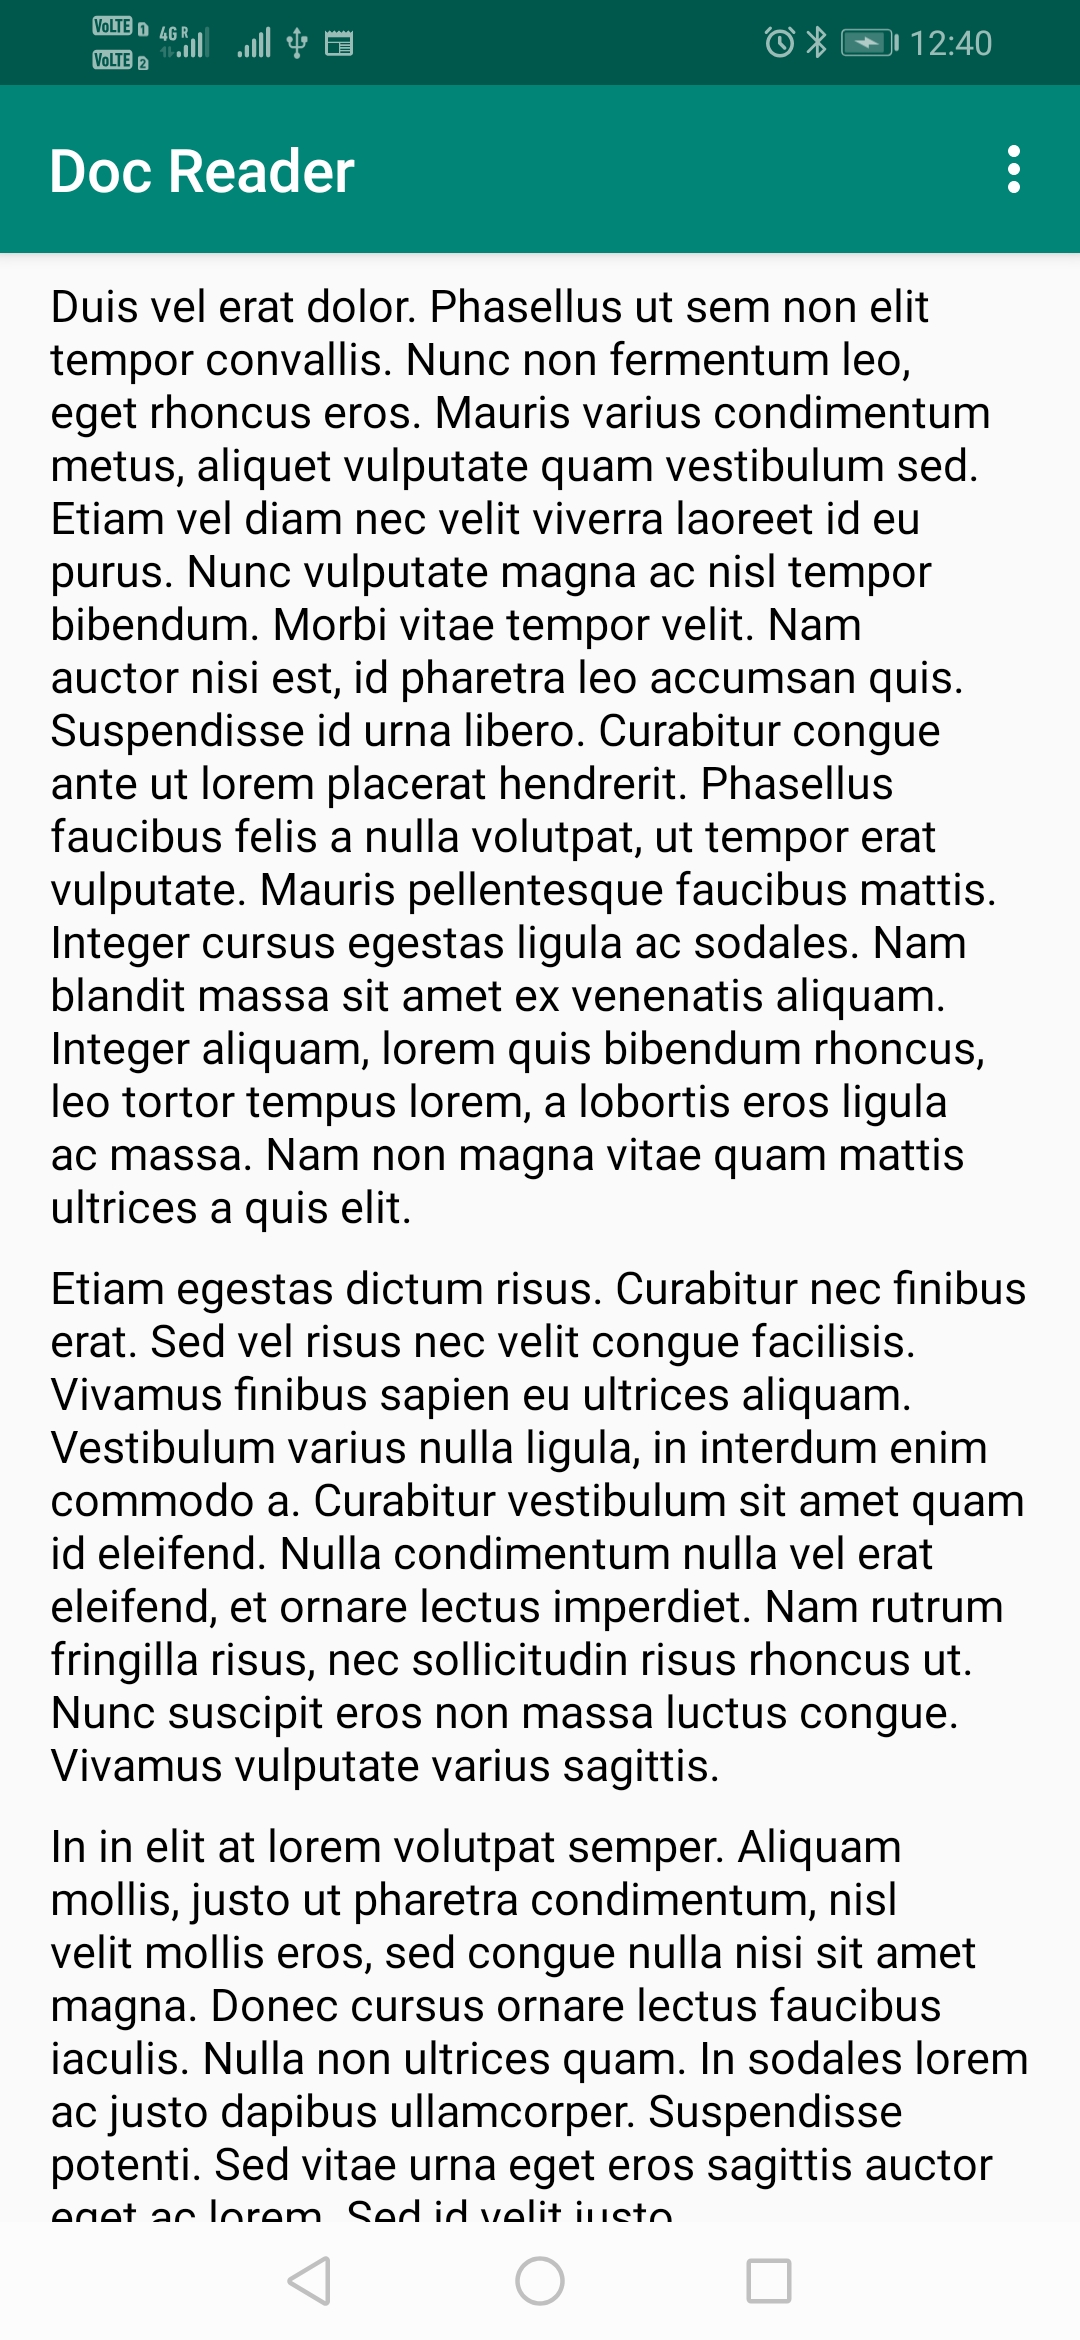 VoLTE 1
VoLTE 2
4G R
12:40
Doc Reader
Duis vel erat dolor. Phasellus ut sem non elit
tempor convallis. Nunc non fermentum leo,
eget rhoncus eros. Mauris varius condimentum
metus, aliquet vulputate quam vestibulum sed.
Etiam vel diam nec velit viverra laoreet id eu
purus. Nunc vulputate magna ac nisl tempor
bibendum. Morbi vitae tempor velit. Nam
auctor nisi est, id pharetra leo accumsan quis.
Suspendisse id urna libero. Curabitur congue
ante ut lorem placerat hendrerit. Phasellus
faucibus felis a nulla volutpat, ut tempor erat
vulputate. Mauris pellentesque faucibus mattis.
Integer cursus egestas ligula ac sodales. Nam
blandit massa sit amet ex venenatis aliquam.
Integer aliquam, lorem quis bibendum rhoncus,
leo tortor tempus lorem, a lobortis eros ligula
ac massa. Nam non magna vitae quam mattis
ultrices a quis elit.
Etiam egestas dictum risus. Curabitur nec finibus
erat. Sed vel risus nec velit congue facilisis.
Vivamus finibus sapien eu ultrices aliquam.
Vestibulum varius nulla ligula, in interdum enim
commodo a. Curabitur vestibulum sit amet quam
id eleifend. Nulla condimentum nulla vel erat
eleifend, et ornare lectus imperdiet. Nam rutrum
fringilla risus, nec sollicitudin risus rhoncus ut.
Nunc suscipit eros non massa luctus congue.
Vivamus vulputate varius sagittis.
In in elit at lorem volutpat semper. Aliquam
mollis, justo ut pharetra condimentum, nisl
velit mollis eros, sed congue nulla nisi sit amet
magna. Donec cursus ornare lectus faucibus
iaculis. Nulla non ultrices quam. In sodales lorem
ac justo dapibus ullamcorper. Suspendisse
potenti. Sed vitae urna eget eros sagittis auctor
eget ac lorem. Sed id velit justo